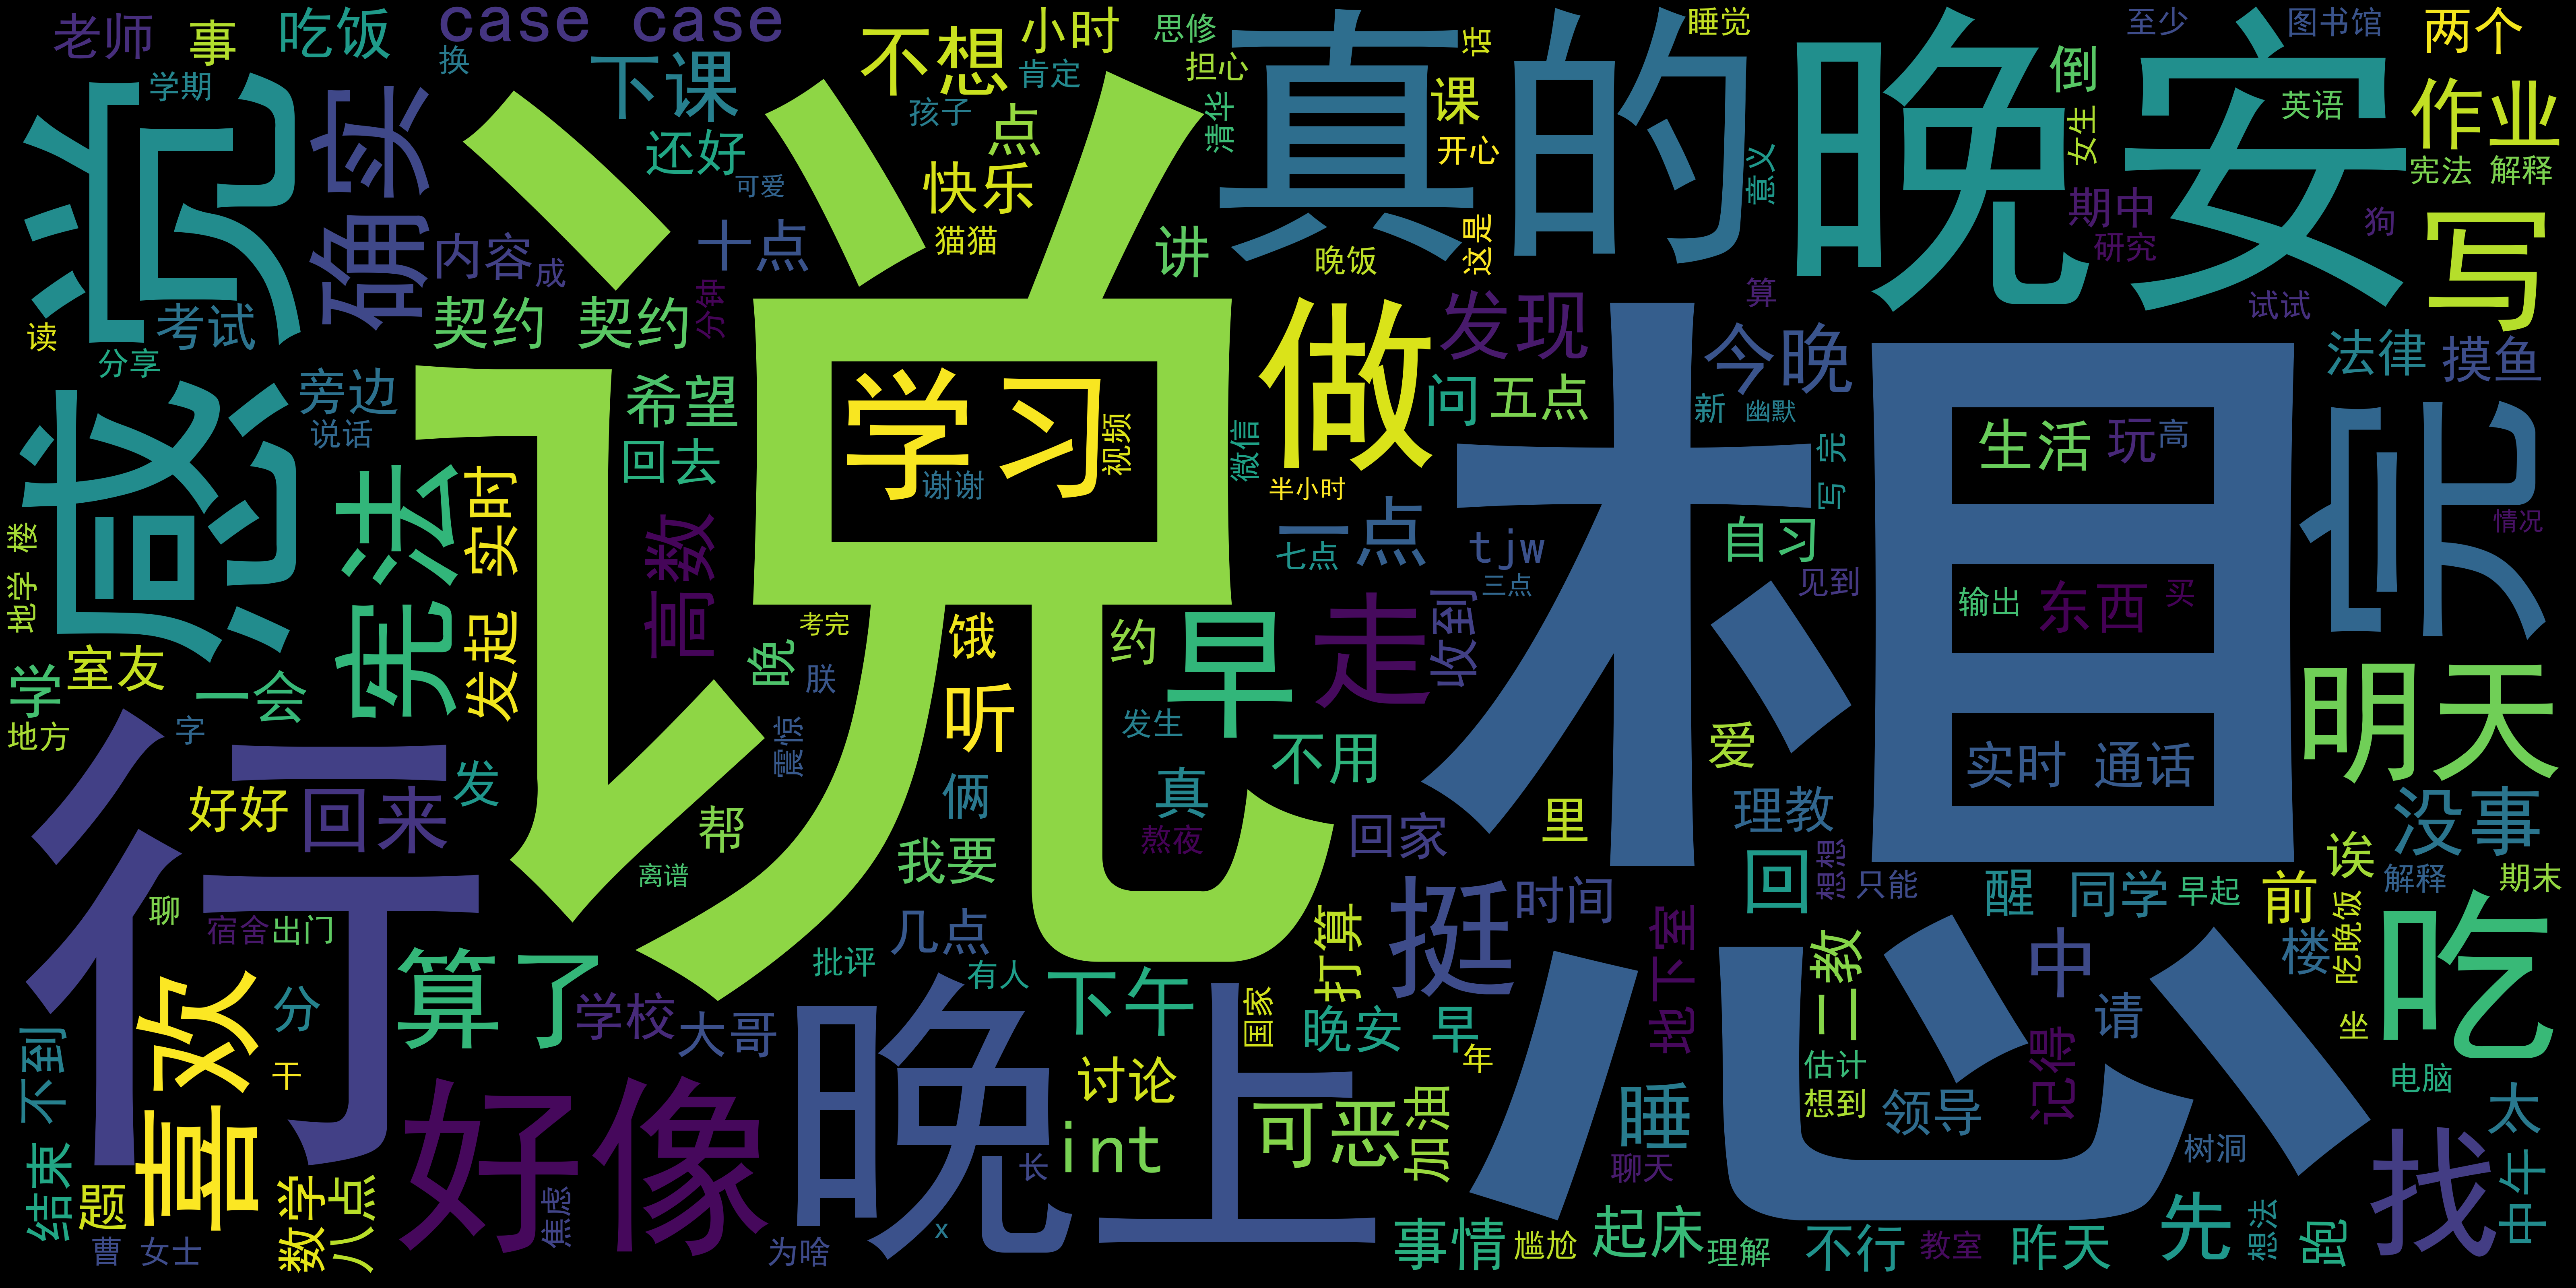 老师 事 吃饭 case case
换 学期
不想 小时 肯定
思修 担心 清华
话 睡觉
至少 图书馆 两个
真的 晚安
觉 确实 下课 还好
孩子 点 快乐 可爱 猫猫
课 开心 意义
倒 英语 女生 作业
宪法 解释
内容 成 十点 讲 晚饭 这是
期中 研究 狗 写
读 考试 分享 契约 契约 分钟
说
做 发现 算 今晚 试试
法律 摸鱼
旁边 说话 希望 学习 视频 谢谢
问 五点 新 幽默
想
生活 玩 高
感 回去 微信 半小时 写 完
完
宪法 实时 发起 高数
一点 七点 tjw 三点 自习 见到
情况
地学 楼
输出 东西 买
学 室友 一会 地方
考完 晚 朕 饿 约 早 走 收到
明天
行 字 震惊 听 发生 不用 爱
实时 通话
好好 回来 发 帮 俩 真 里 理教
没事
离谱 我要 熬夜 回家 回 想想 只能
诶 解释 期末
聊 宿舍 出门 几点 挺 时间
醒 同学 早起 前 吃晚饭 吃
喜欢 算了 批评 有人 打算 地下室 二教 中 楼
分 学校 大哥 下午 国家 晚安 早 请 坐
不到 干 好像 晚上 讨论 年 估计 记得 电脑
想到 领导 太
int 可恶 加油 睡 聊天 树洞 找
结束 题 数学 八点 焦虑 长 中午
曹 女士 为啥 x 事情 尴尬 起床 理解 不行 教室 昨天 先 想法 跑